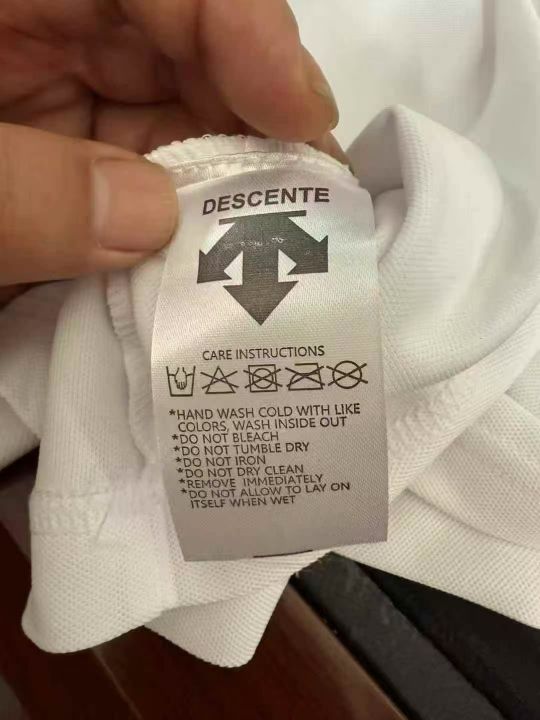 DESCENTE
CARE INSTRUCTIONS
*HAND WASH COLD WITH LIKE
COLORS, WASH INSIDE OUT
*DO NOT BLEACH
*DO NOT TUMBLE DRY
*DO NOT IRON
*DO NOT DRY CLEAN
*REMOVE IMMEDIATELY
*DO NOT ALLOW TO LAY ON
ITSELF WHEN WET